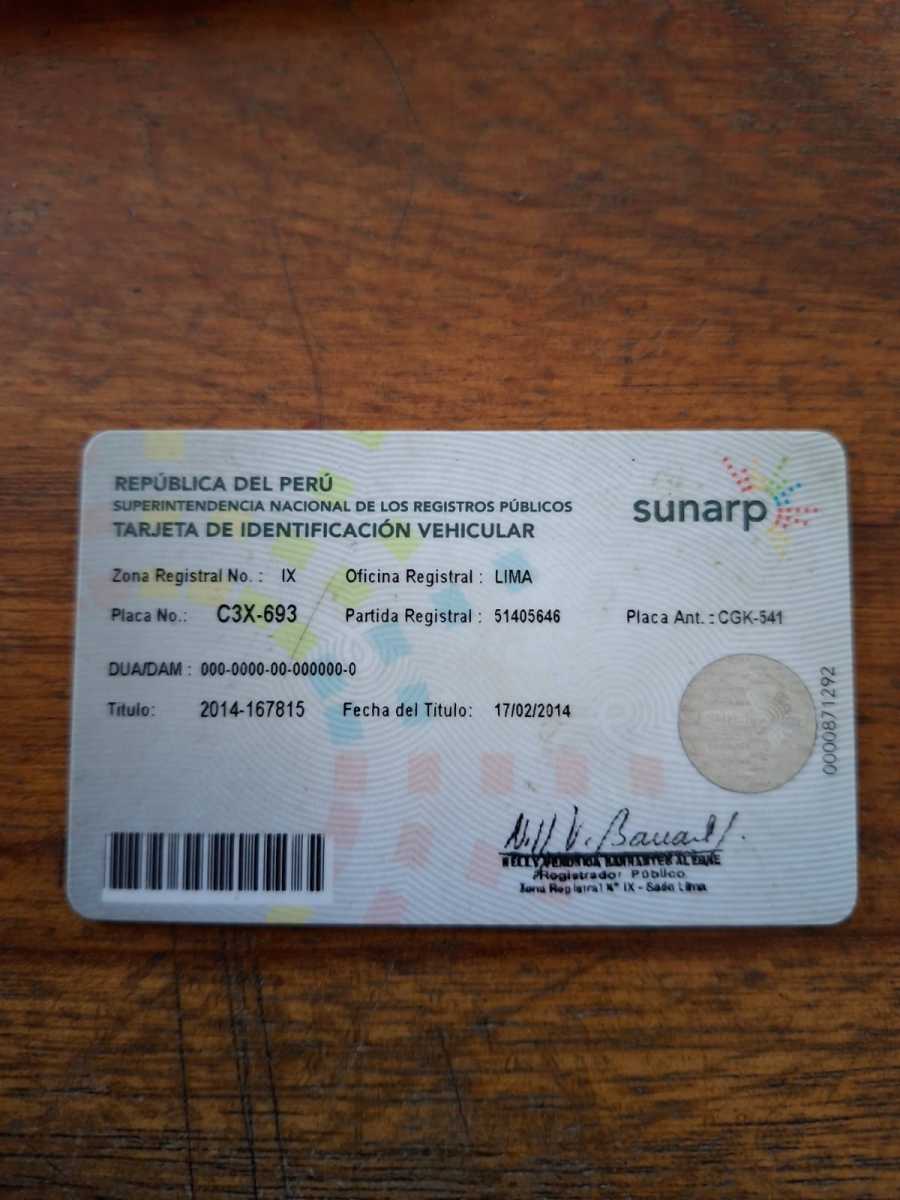 REPÚBLICA DEL PERÚ
SUPERINTENDENCIA NACIONAL DE LOS REGISTROS PÚBLICOS
TARJETA DE IDENTIFICACIÓN VEHICULAR
sunarp
Zona Registral No. : IX Oficina Registral : LIMA
Placa No.: C3X-693 Partida Registral : 51405646 Placa Ant. : CGK-541
DUA/DAM : 000-0000-00-000000-0
Titulo: 2014-167815 Fecha del Titulo: 17/02/2014
0000871292
Registrador Público
Zona Registral N° IX - Sede Lima